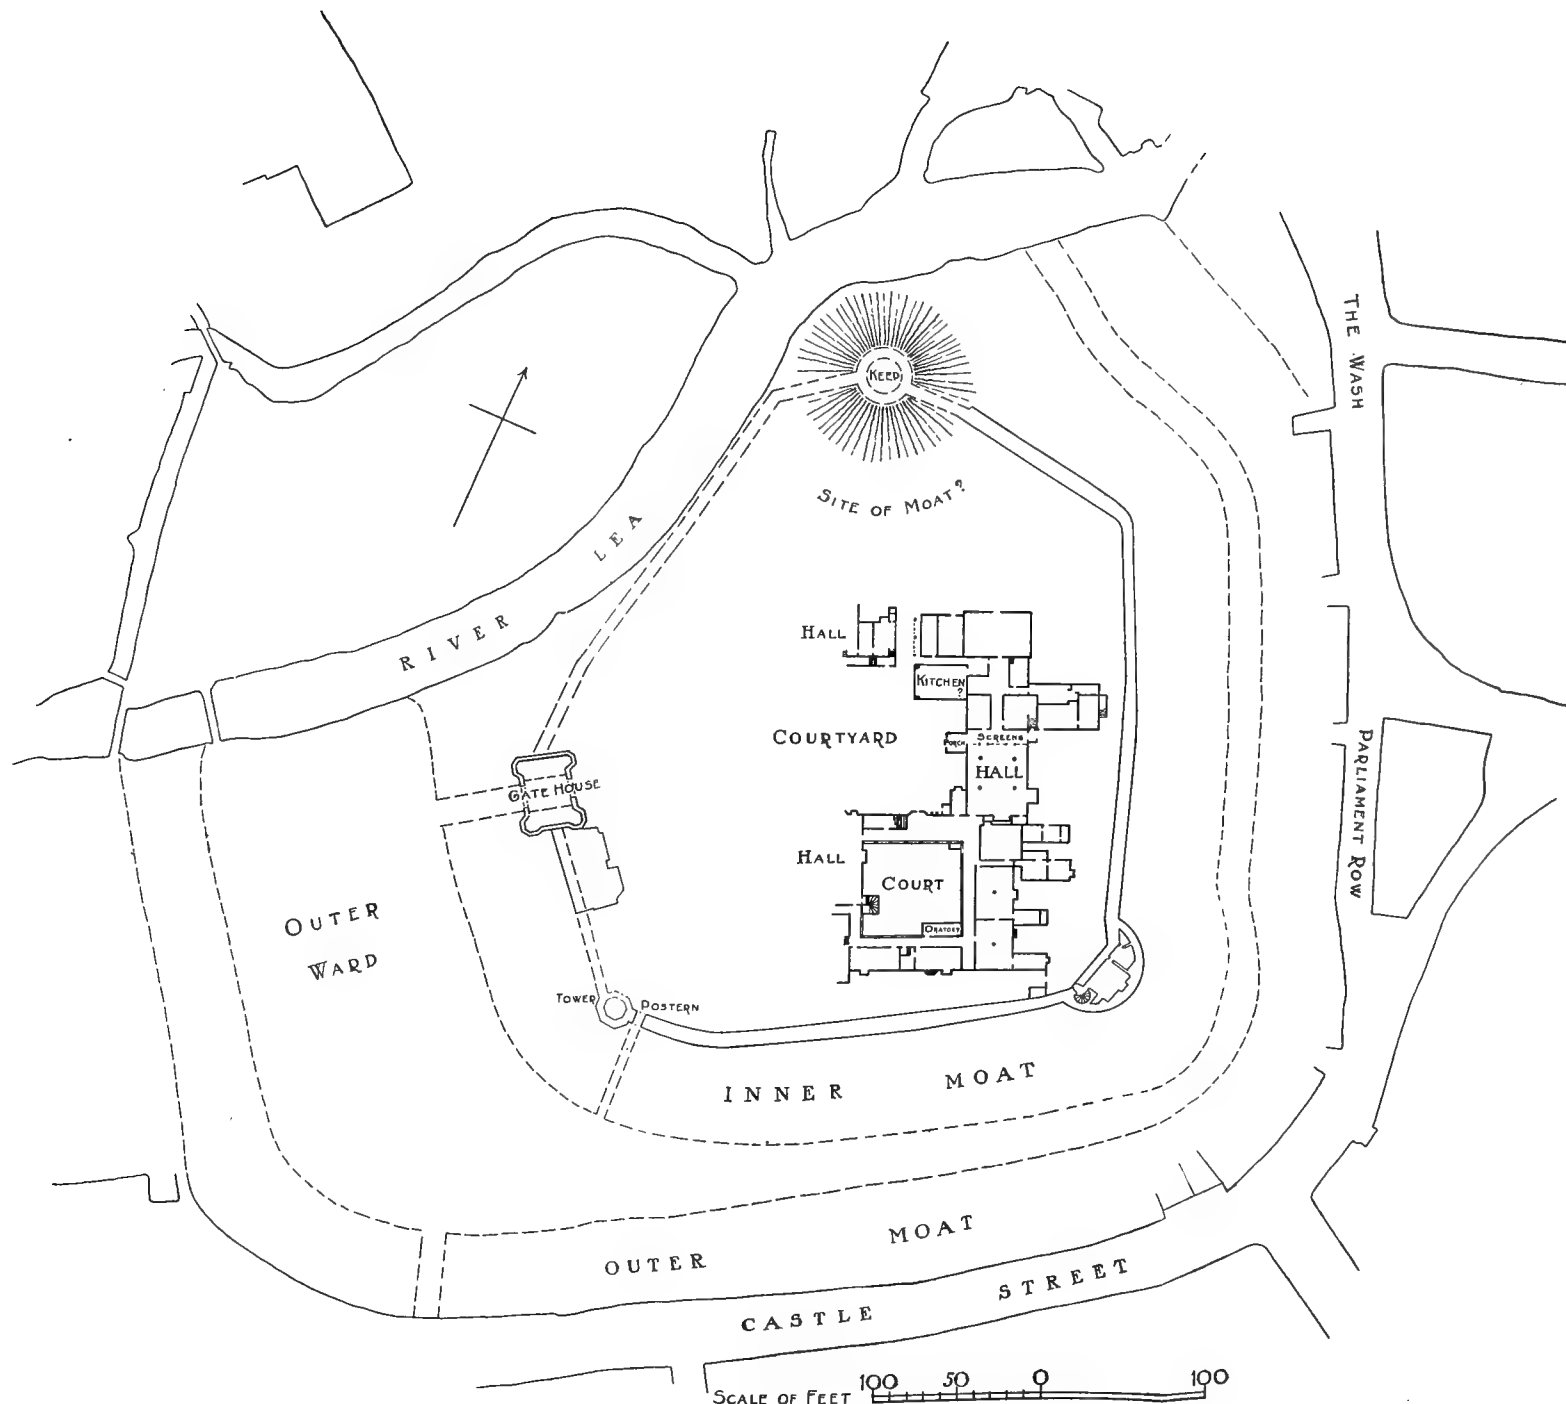 THE WASH
KEEP
SITE OF MOAT?
RIVER LEA
HALL
KITCHEN
?
COURTYARD
PORCH
SCREENS
HALL
GATE HOUSE
PARLIAMENT ROW
HALL
COURT
OUTER
WARD
ORATORY
TOWER
POSTERN
INNER MOAT
OUTER MOAT
CASTLE STREET
SCALE OF FEET 100 50 0 100